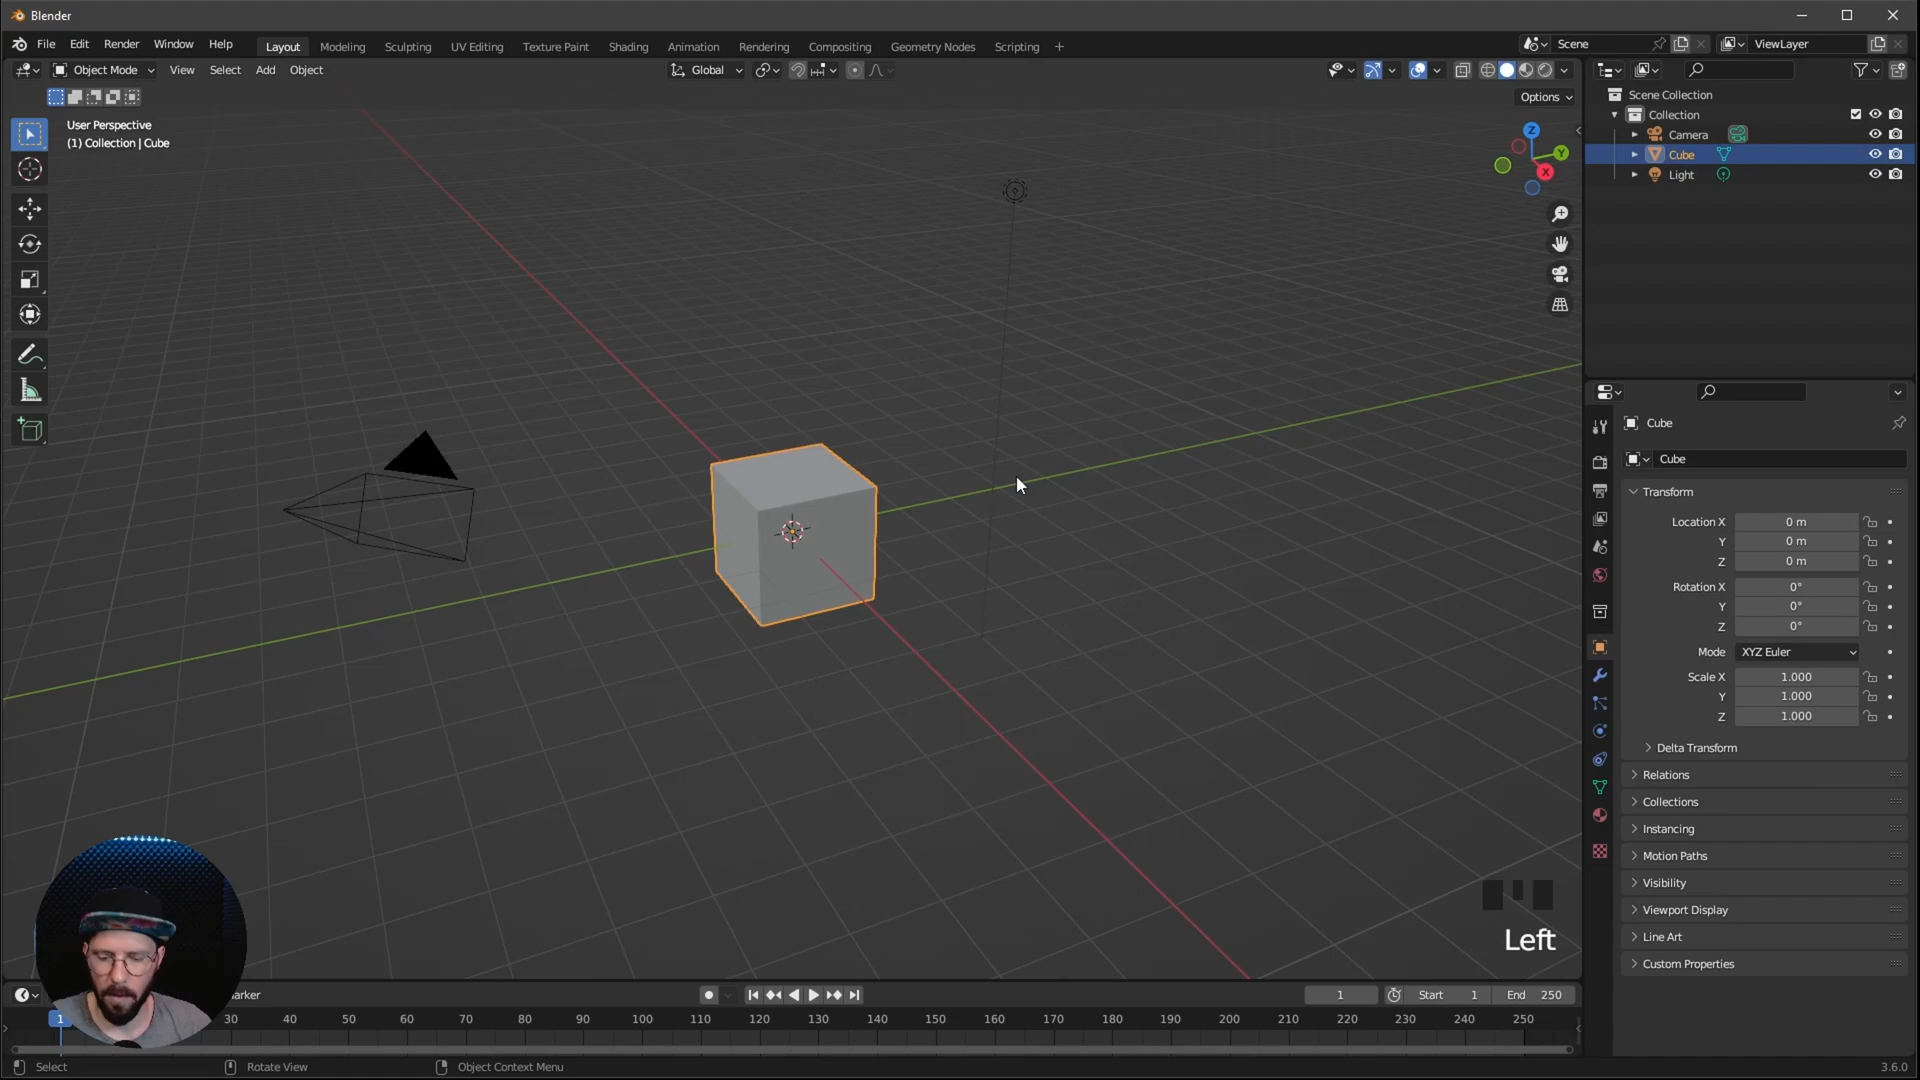 Blender
File Edit Render Window Help Layout Modeling Sculpting UV Editing Texture Paint Shading Animation Rendering Compositing Geometry Nodes Scripting + Scene ViewLayer
Object Mode View Select Add Object Global
Options
User Perspective
(1) Collection | Cube
Z
Y
X
Scene Collection
Collection
Camera
Cube
Light
Cube
Cube
Transform
Location X 0 m
Y 0 m
Z 0 m
Rotation X 0°
Y 0°
Z 0°
Mode XYZ Euler
Scale X 1.000
Y 1.000
Z 1.000
Delta Transform
Relations
Collections
Instancing
Motion Paths
Visibility
Viewport Display
Line Art
Custom Properties
Left
arker 1 Start 1 End 250
1 30 40 50 60 70 80 90 100 110 120 130 140 150 160 170 180 190 200 210 220 230 240 250
Select Rotate View Object Context Menu 3.6.0